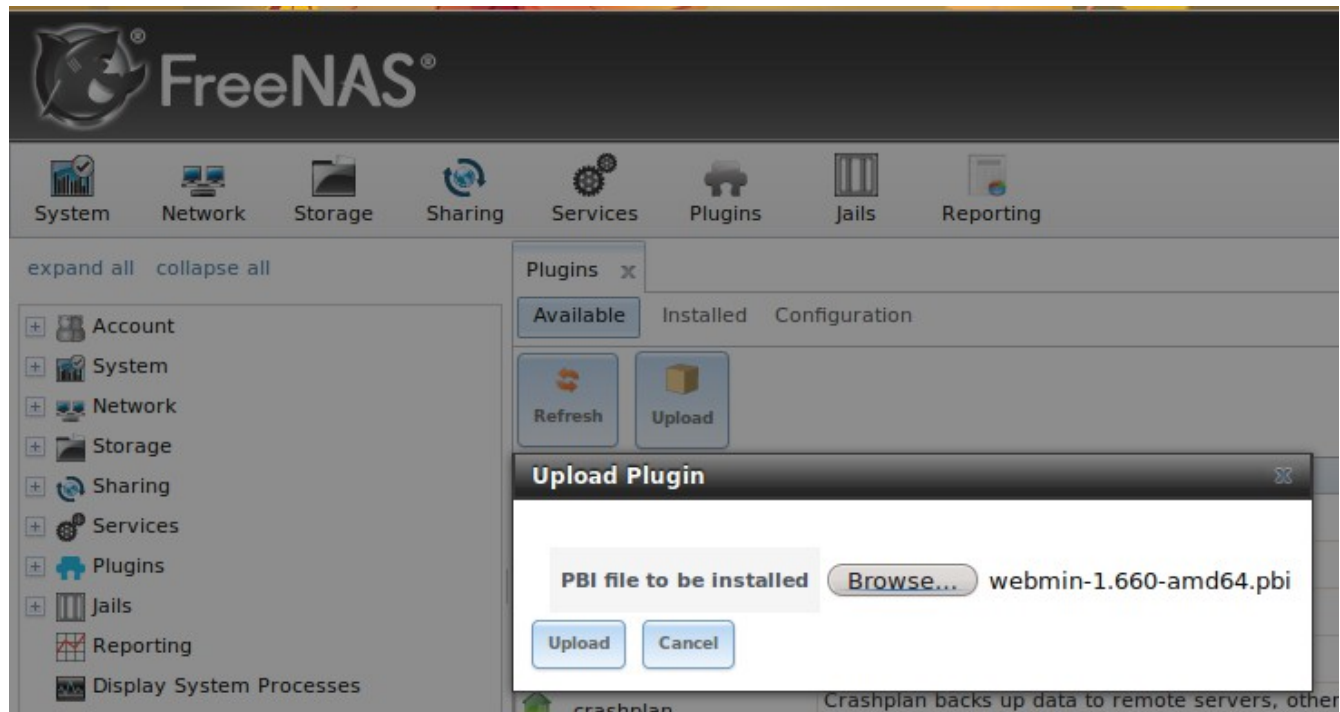 FreeNAS®
System Network Storage Sharing Services Plugins Jails Reporting
expand all collapse all
Account
System
Network
Storage
Sharing
Services
Plugins
Jails
Reporting
Display System Processes
Plugins x
Available Installed Configuration
Refresh Upload
Upload Plugin
PBI file to be installed Browse... webmin-1.660-amd64.pbi
Upload Cancel
crashplan Crashplan backs up data to remote servers, other